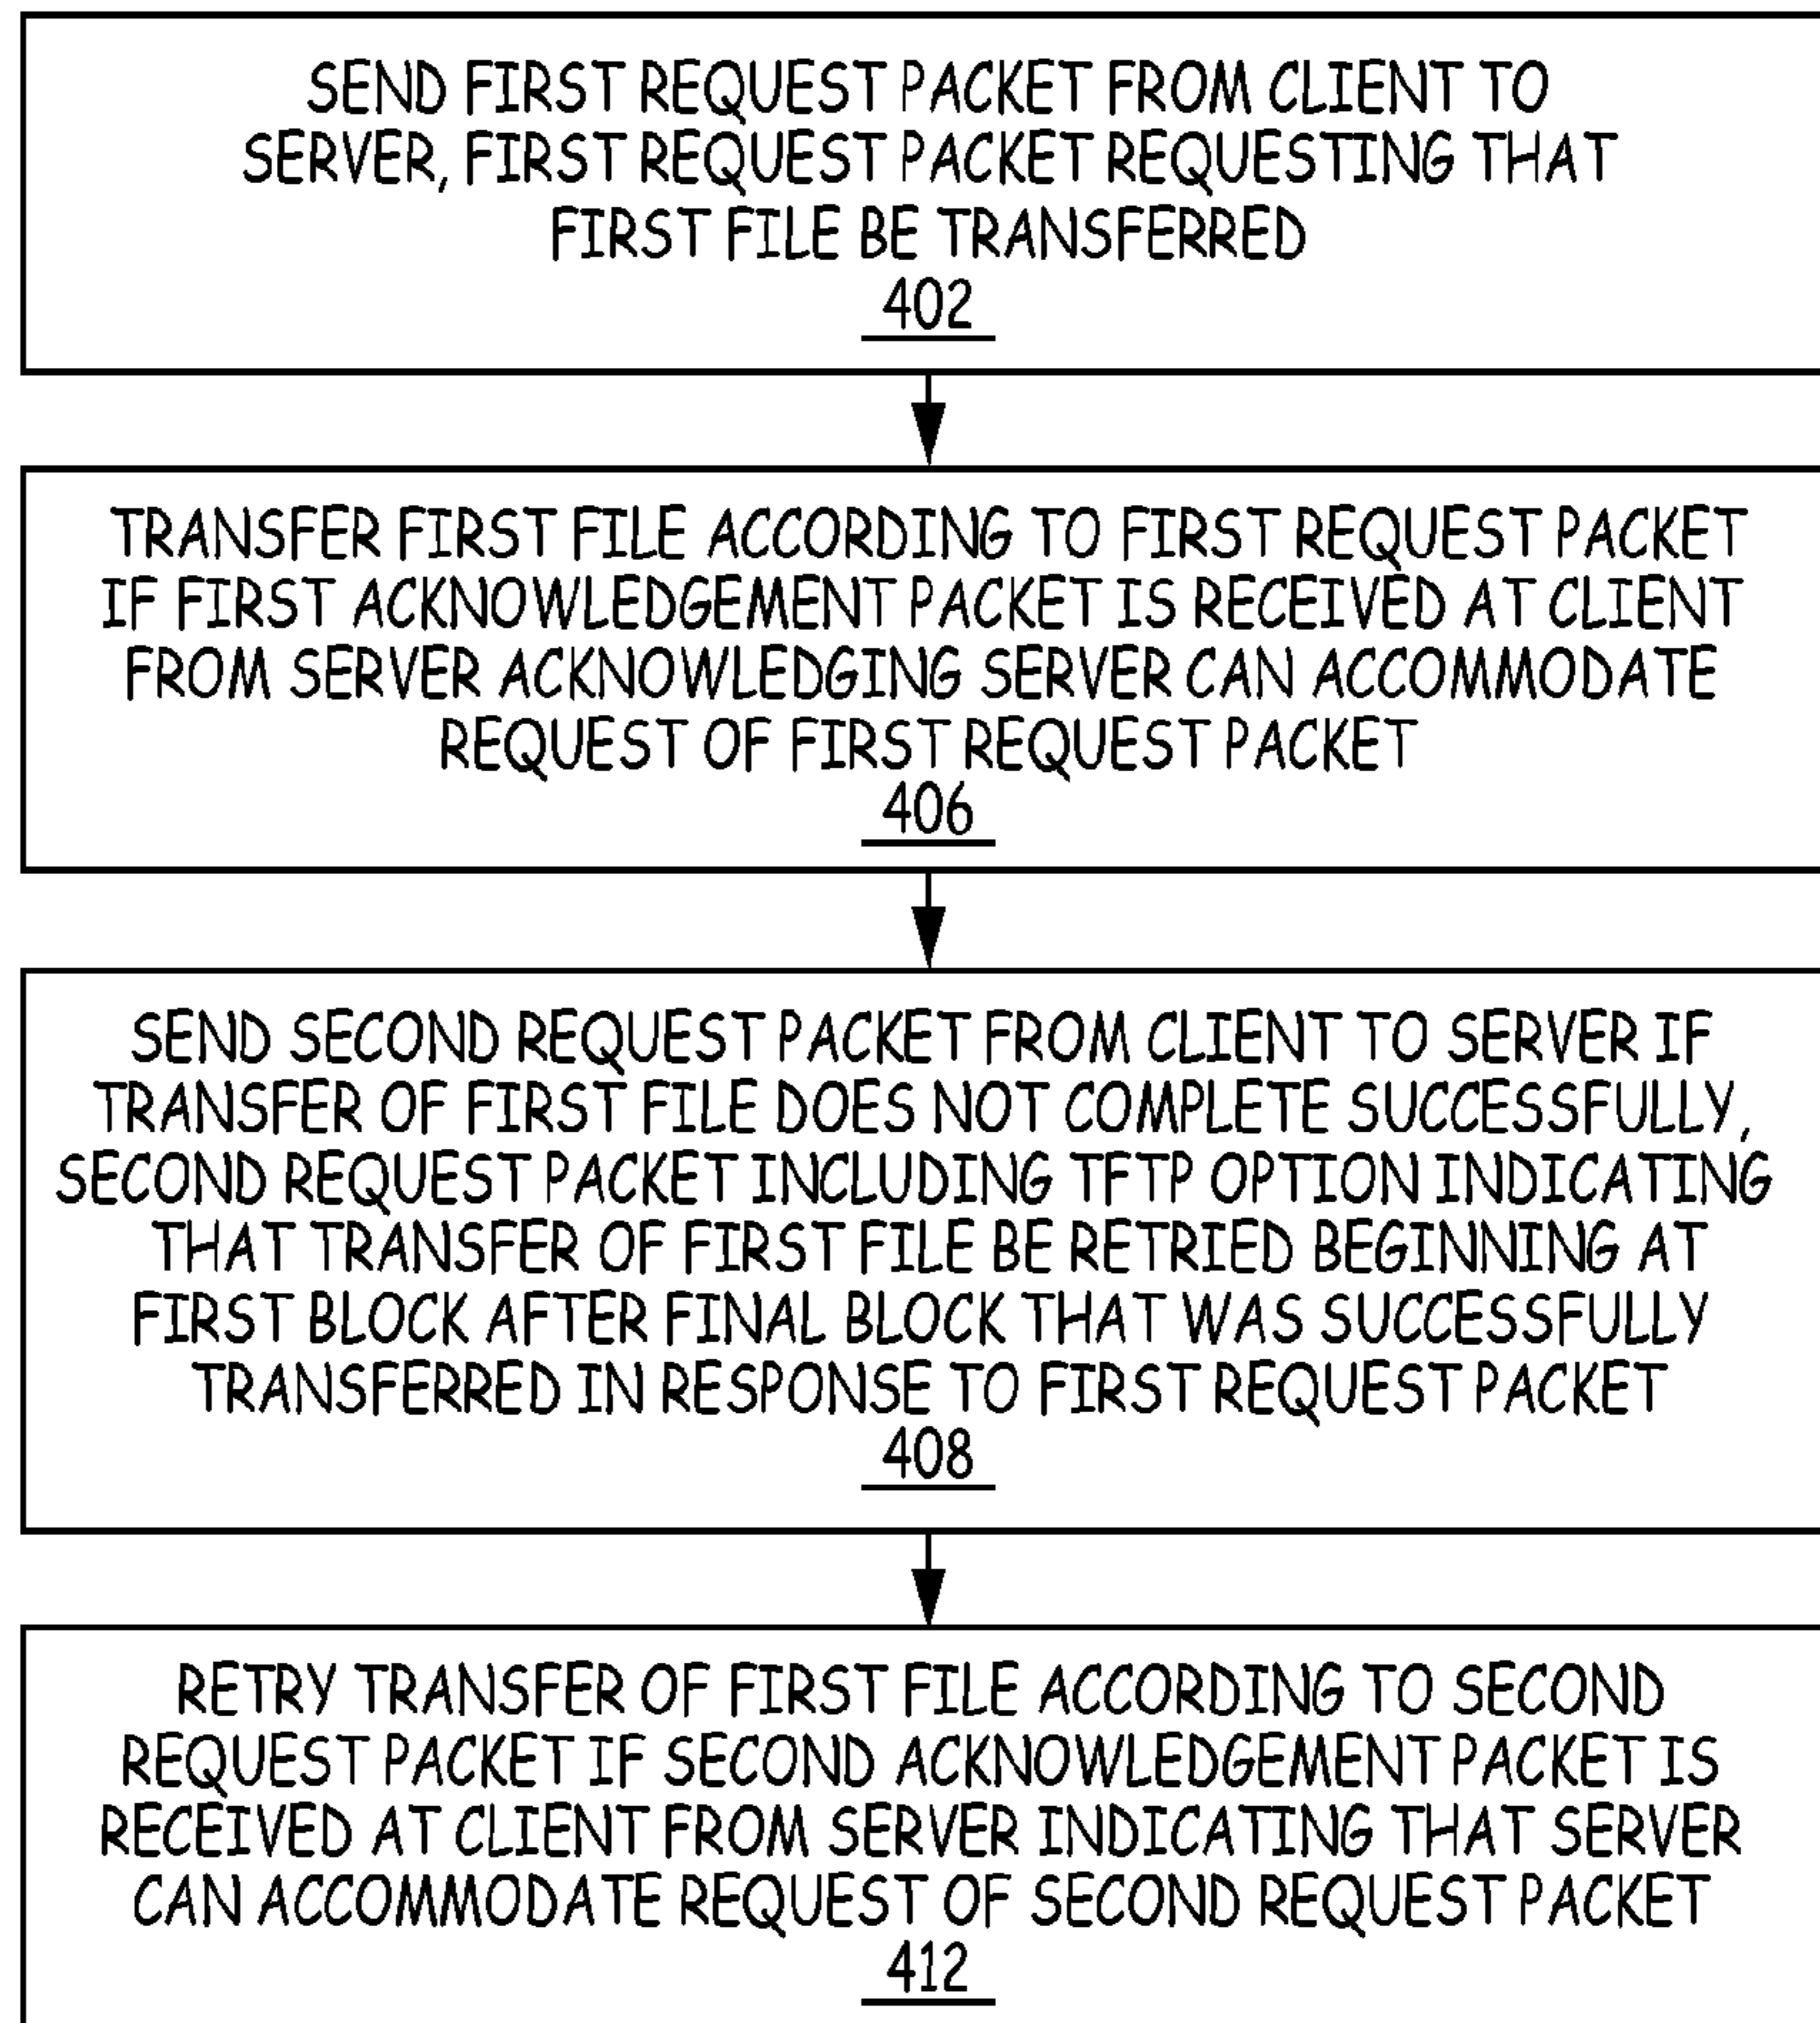 SEND FIRST REQUEST PACKET FROM CLIENT TO
SERVER, FIRST REQUEST PACKET REQUESTING THAT
FIRST FILE BE TRANSFERRED
402
TRANSFER FIRST FILE ACCORDING TO FIRST REQUEST PACKET
IF FIRST ACKNOWLEDGEMENT PACKET IS RECEIVED AT CLIENT
FROM SERVER ACKNOWLEDGING SERVER CAN ACCOMMODATE
REQUEST OF FIRST REQUEST PACKET
406
SEND SECOND REQUEST PACKET FROM CLIENT TO SERVER IF
TRANSFER OF FIRST FILE DOES NOT COMPLETE SUCCESSFULLY,
SECOND REQUEST PACKET INCLUDING TFTP OPTION INDICATING
THAT TRANSFER OF FIRST FILE BE RETRIED BEGINNING AT
FIRST BLOCK AFTER FINAL BLOCK THAT WAS SUCCESSFULLY
TRANSFERRED IN RESPONSE TO FIRST REQUEST PACKET
408
RETRY TRANSFER OF FIRST FILE ACCORDING TO SECOND
REQUEST PACKET IF SECOND ACKNOWLEDGEMENT PACKET IS
RECEIVED AT CLIENT FROM SERVER INDICATING THAT SERVER
CAN ACCOMMODATE REQUEST OF SECOND REQUEST PACKET
412